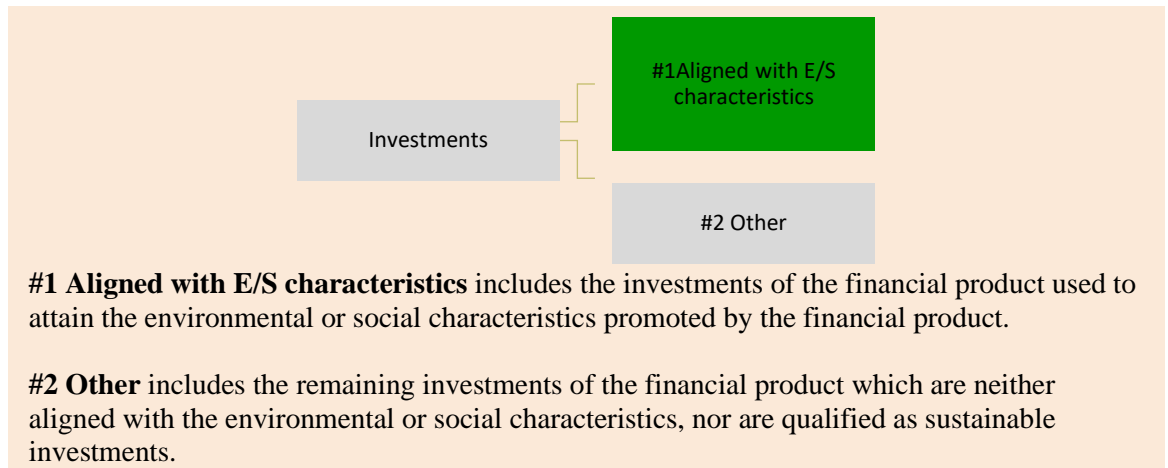 #1Aligned with E/S
characteristics
Investments
#2 Other
#1 Aligned with E/S characteristics includes the investments of the financial product used to
attain the environmental or social characteristics promoted by the financial product.
#2 Other includes the remaining investments of the financial product which are neither
aligned with the environmental or social characteristics, nor are qualified as sustainable
investments.